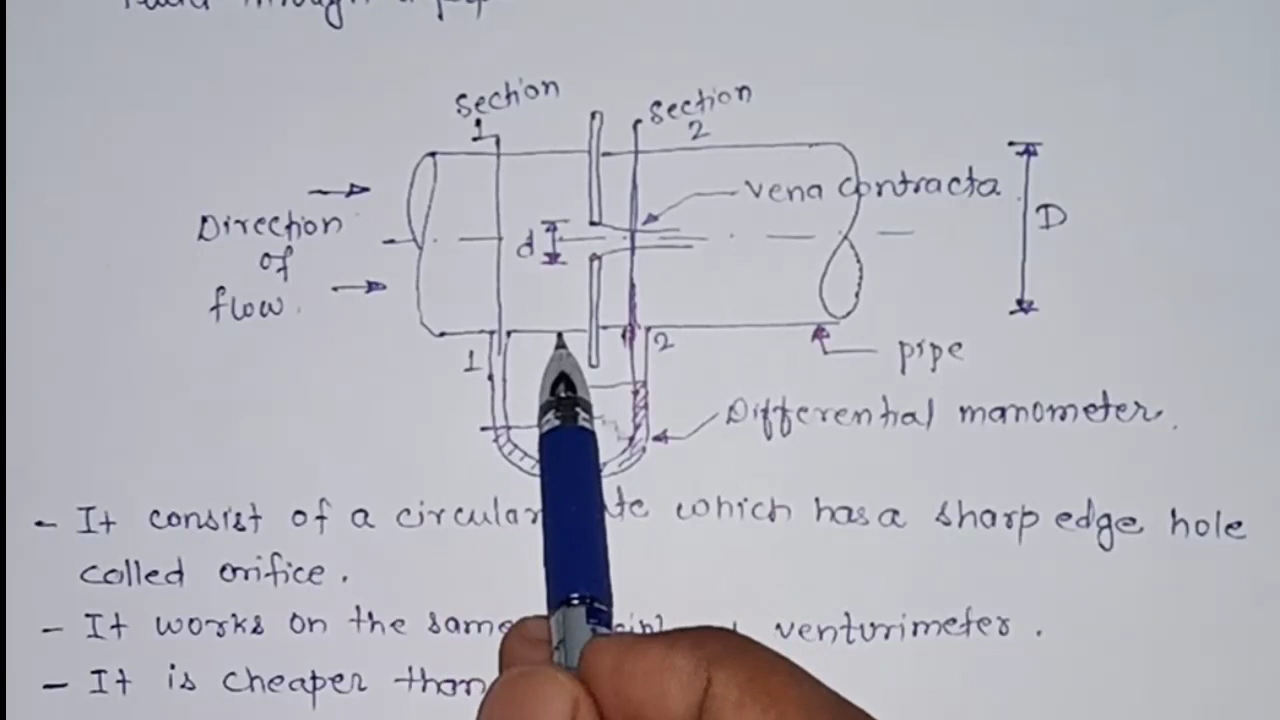 through a
Section
1
Section
2
Vena contracta
Direction
of
flow.
d
D
1
2
pipe
Differential manometer.
- It consist of a circular which has a sharp edge hole
called orifice.
- It works on the same venturimeter.
- It is cheaper than